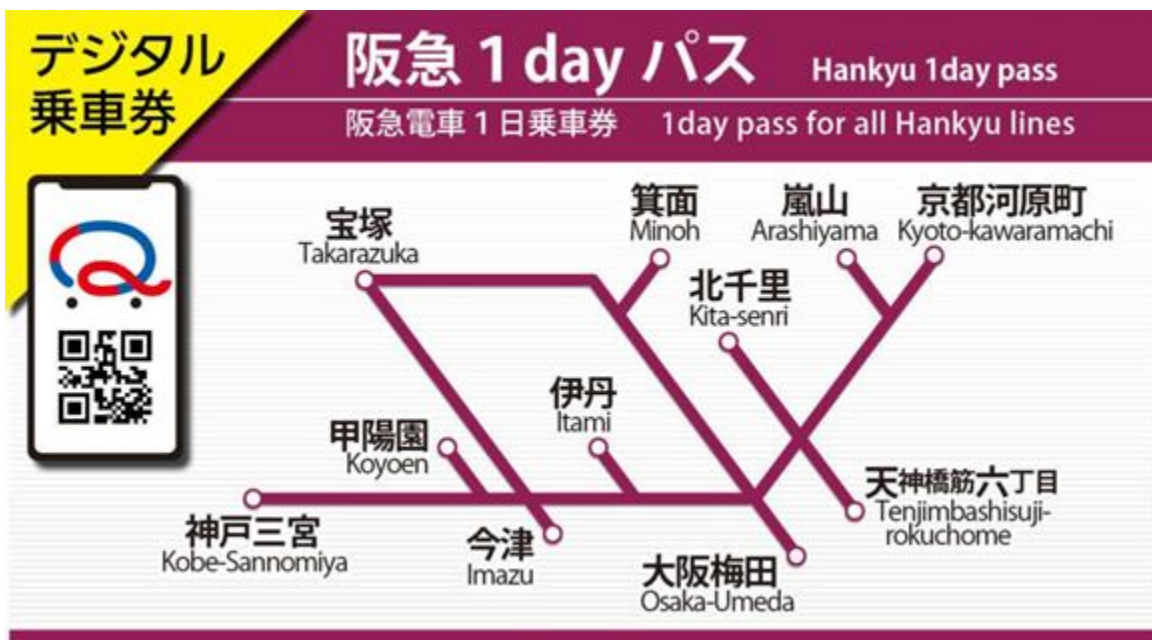 デジタル
乗車券
阪急 1 day パス Hankyu 1day pass
阪急電車 1 日乗車券 1day pass for all Hankyu lines
宝塚
Takarazuka
箕面
Minoh
嵐山
Arashiyama
京都河原町
Kyoto-kawaramachi
北千里
Kita-senri
伊丹
Itami
甲陽園
Koyoen
天神橋筋六丁目
Tenjimbashisuji-
rokuchome
神戸三宮
Kobe-Sannomiya
今津
Imazu
大阪梅田
Osaka-Umeda